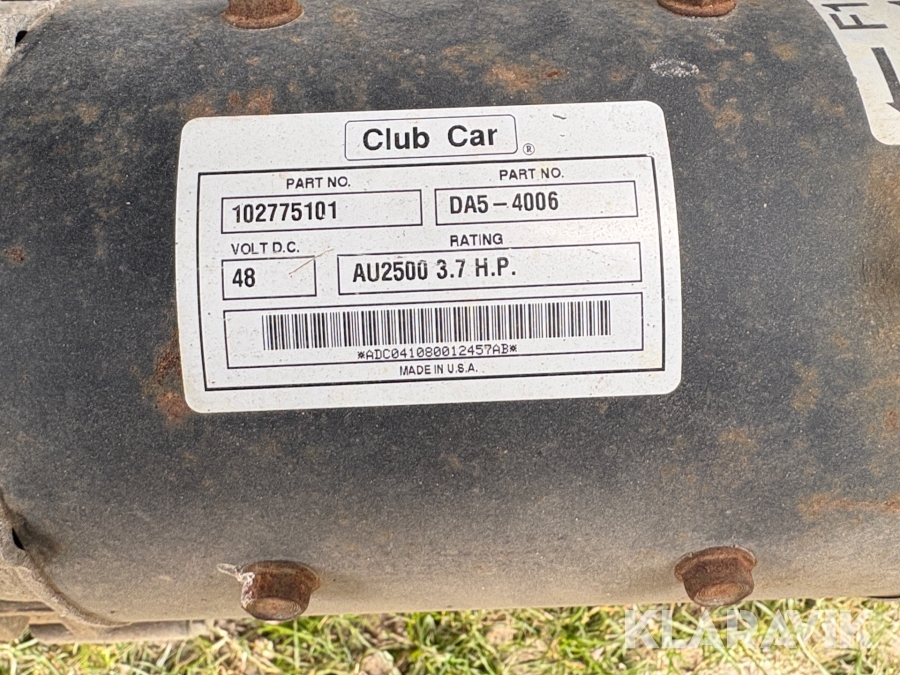 Club Car ®
PART NO. PART NO.
102775101 DA5-4006
VOLT D.C. RATING
48 AU2500 3.7 H.P.
*ADC041080012457AB*
MADE IN U.S.A.
F1
KLARAVIK